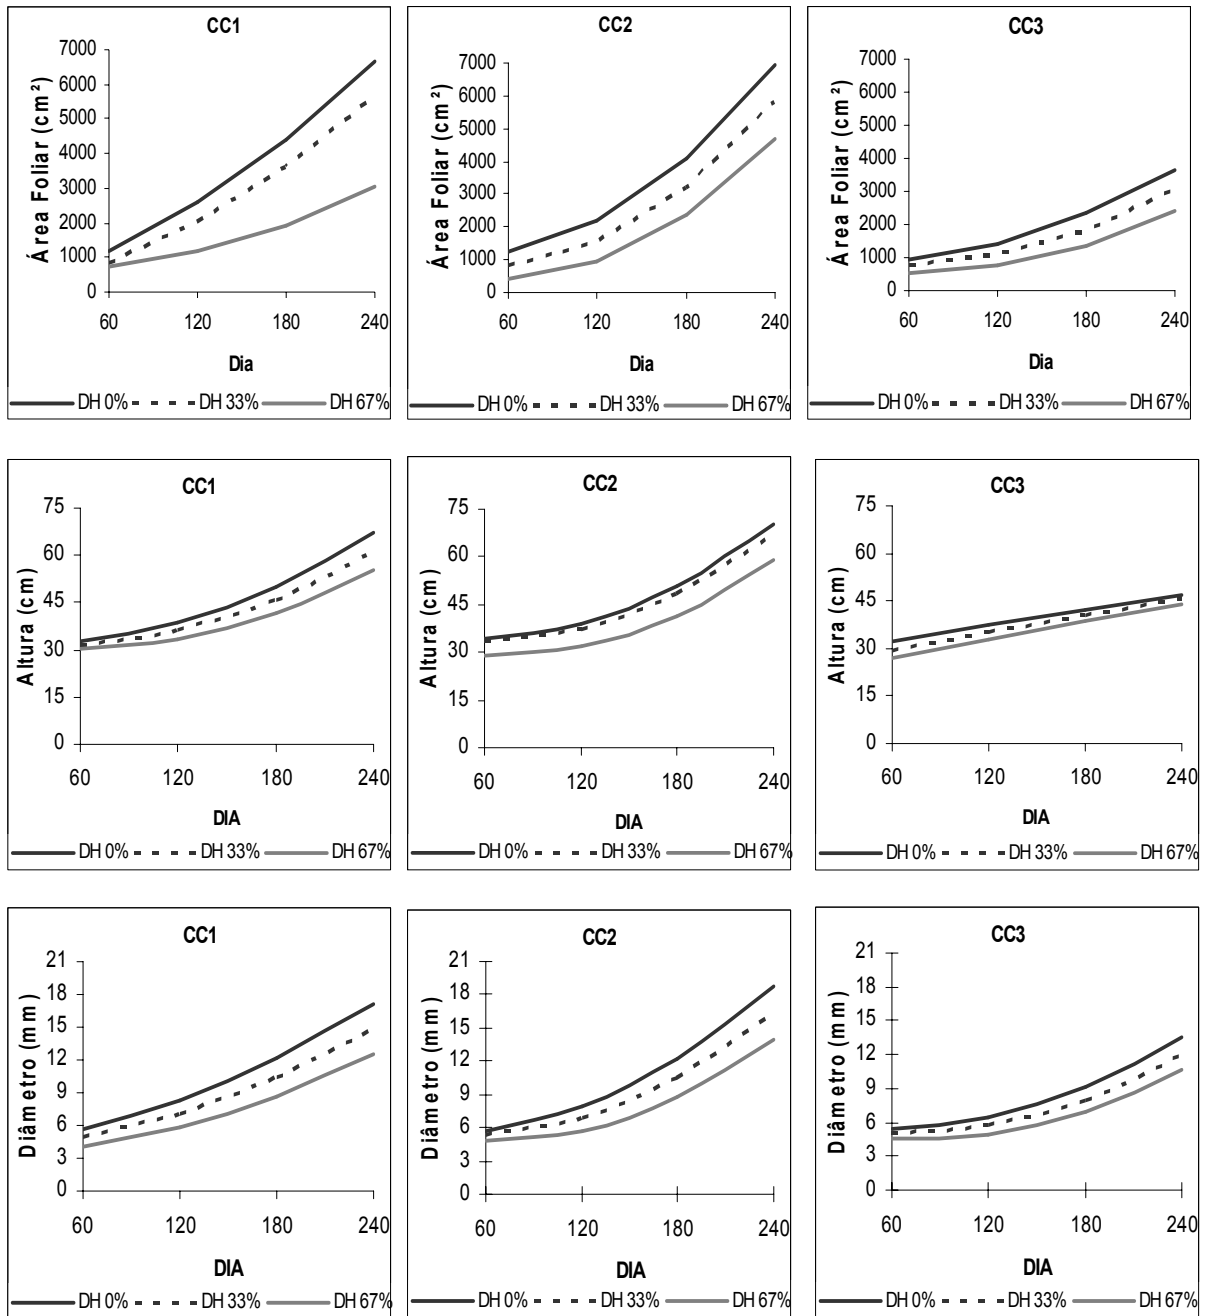 CC1
7000
6000
5000
4000
3000
2000
1000
0
Área Foliar (cm²)
60 120 180 240
Dia
DH 0% DH 33% DH 67%
CC2
7000
6000
5000
4000
3000
2000
1000
0
Área Foliar (cm²)
60 120 180 240
Dia
DH 0% DH 33% DH 67%
CC3
7000
6000
5000
4000
3000
2000
1000
0
Área Foliar (cm²)
60 120 180 240
Dia
DH 0% DH 33% DH 67%
CC1
75
60
45
30
15
0
Altura (cm)
60 120 180 240
DIA
DH 0% DH 33% DH 67%
CC2
75
60
45
30
15
0
Altura (cm)
60 120 180 240
DIA
DH 0% DH 33% DH 67%
CC3
75
60
45
30
15
0
Altura (cm)
60 120 180 240
DIA
DH 0% DH 33% DH 67%
CC1
21
18
15
12
9
6
3
0
Diâmetro (mm)
60 120 180 240
DIA
DH 0% DH 33% DH 67%
CC2
21
18
15
12
9
6
3
0
Diâmetro (mm)
60 120 180 240
DIA
DH 0% DH 33% DH 67%
CC3
21
18
15
12
9
6
3
0
Diâmetro (mm)
60 120 180 240
DIA
DH 0% DH 33% DH 67%